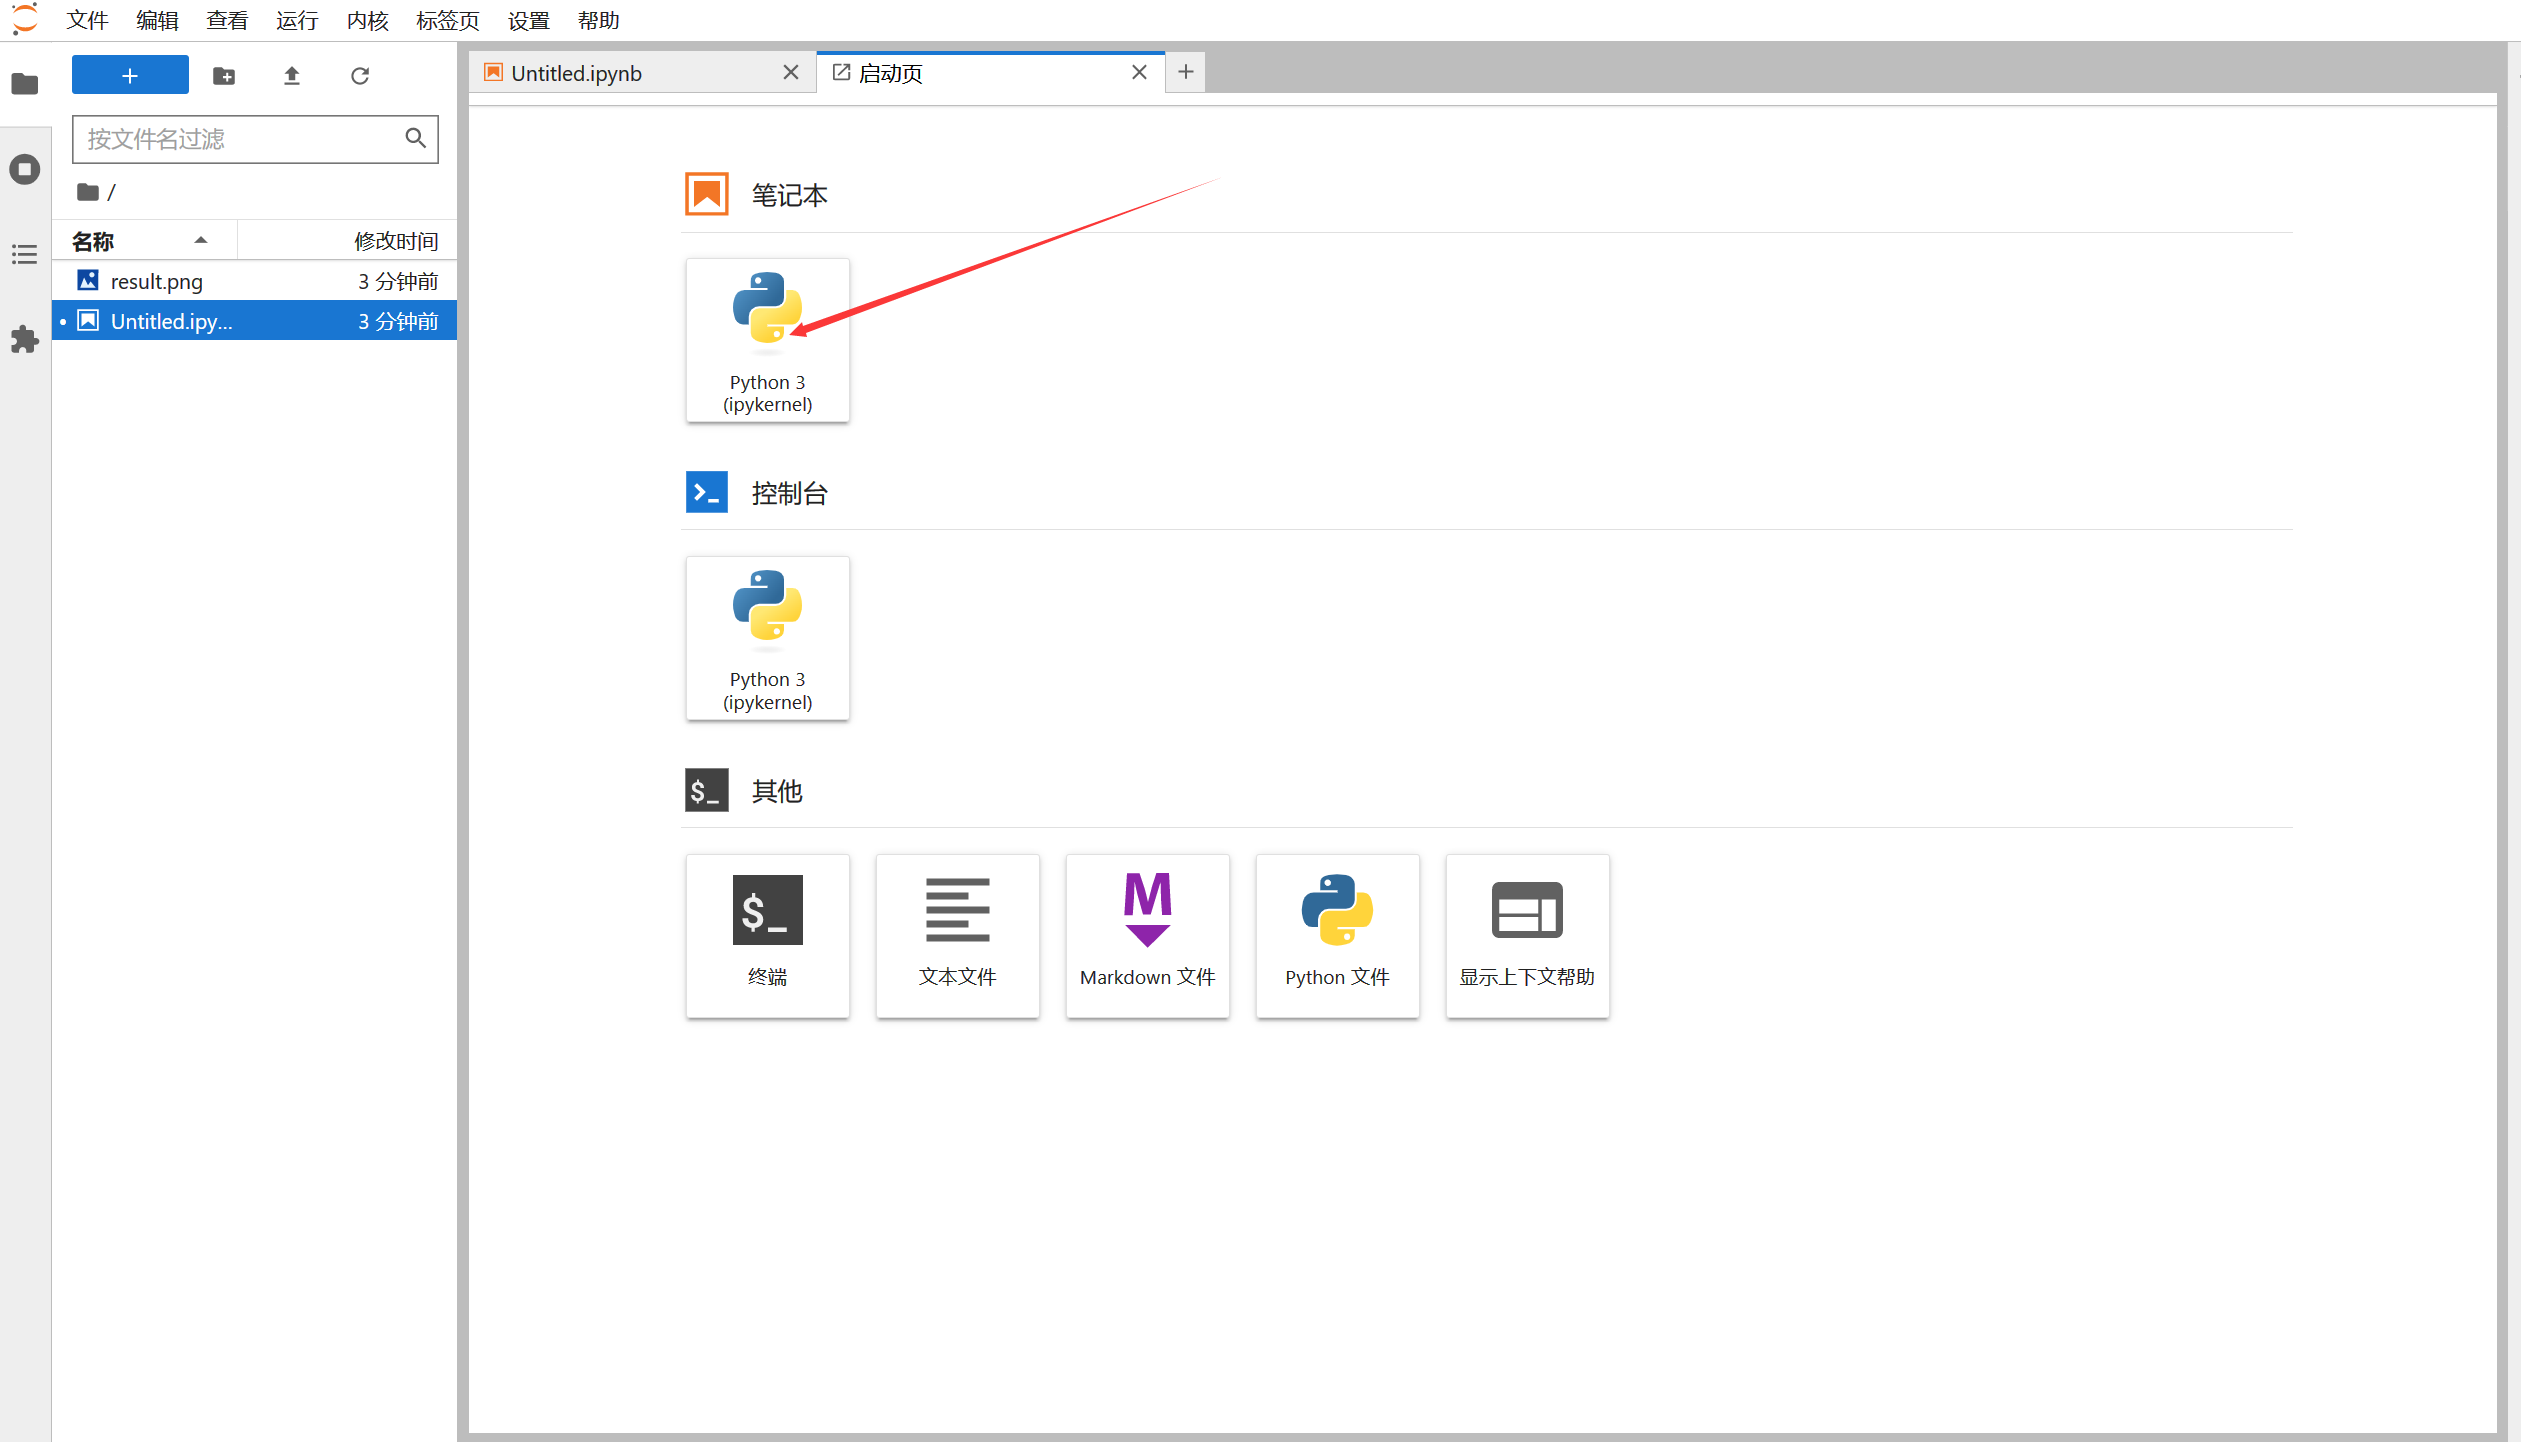 文件 编辑 查看 运行 内核 标签页 设置 帮助
Untitled.ipynb
启动页
按文件名过滤
/
名称 修改时间
result.png 3 分钟前
Untitled.ipy... 3 分钟前
笔记本
Python 3
(ipykernel)
控制台
Python 3
(ipykernel)
$_ 其他
$_
终端
文本文件
M
Markdown 文件
Python 文件
显示上下文帮助